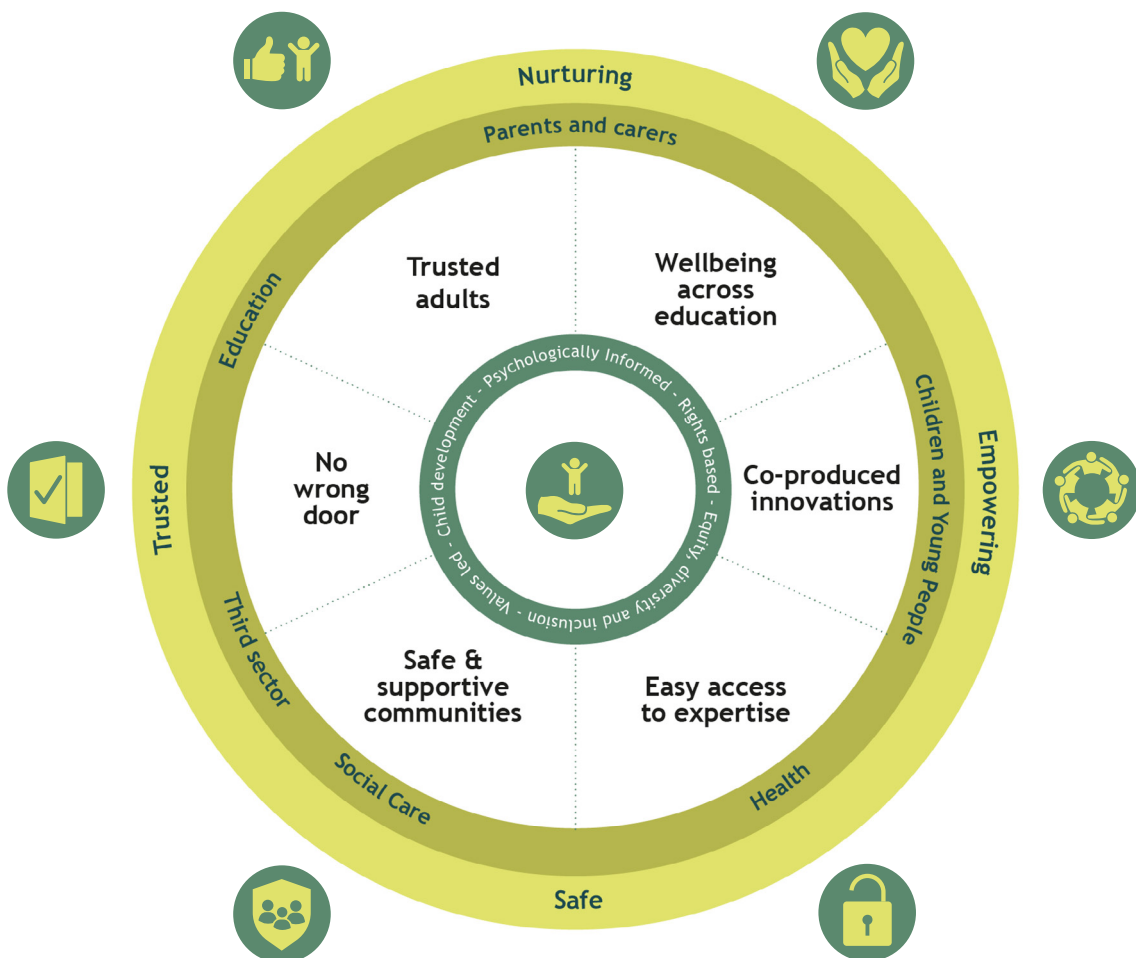 Nurturing
Parents and carers
Education
Trusted
adults
Wellbeing
across
education
Child development - Psychologically Informed - Rights based - Equity, diversity and inclusion - Values led -
No
wrong
door
Co-produced
innovations
Children and Young People
Empowering
Trusted
Third sector
Safe &
supportive
communities
Easy access
to expertise
Social Care
Health
Safe